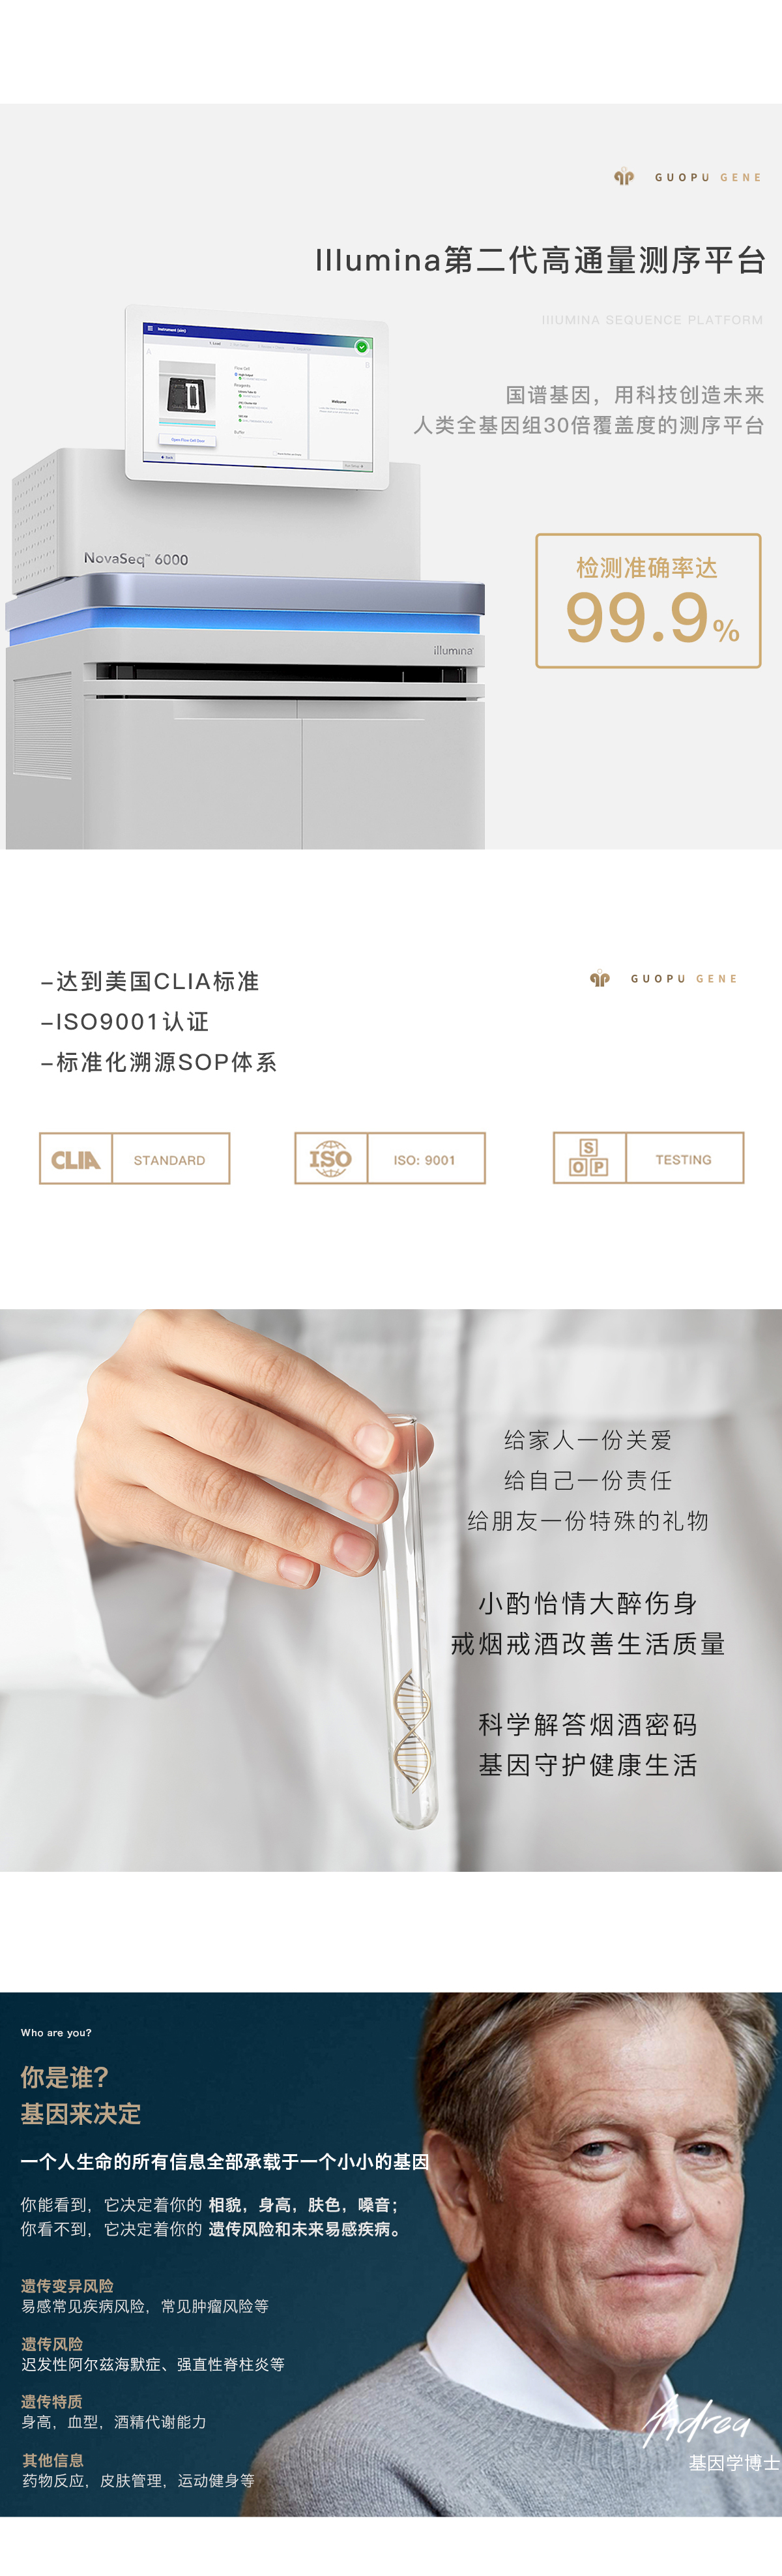 GUOPU GENE
Illumina第二代高通量测序平台
IIIUMINA SEQUENCE PLATFORM
国谱基因，用科技创造未来
人类全基因组30倍覆盖度的测序平台
Welcome
Open Flow Cell Door
NovaSeq™ 6000
检测准确率达
99.9%
illumina
–达到美国CLIA标准
GUOPU GENE
–ISO9001认证
–标准化溯源SOP体系
CLIA STANDARD
ISO ISO: 9001
SOP TESTING
给家人一份关爱
给自己一份责任
给朋友一份特殊的礼物
小酌怡情大醉伤身
戒烟戒酒改善生活质量
科学解答烟酒密码
基因守护健康生活
Who are you?
你是谁？
基因来决定
一个人生命的所有信息全部承载于一个小小的基因
你能看到，它决定着你的 相貌，身高，肤色，嗓音；
你看不到，它决定着你的 遗传风险和未来易感疾病。
遗传变异风险
易感常见疾病风险，常见肿瘤风险等
遗传风险
迟发性阿尔兹海默症、强直性脊柱炎等
遗传特质
身高，血型，酒精代谢能力
其他信息
药物反应，皮肤管理，运动健身等
Andrea
基因学博士